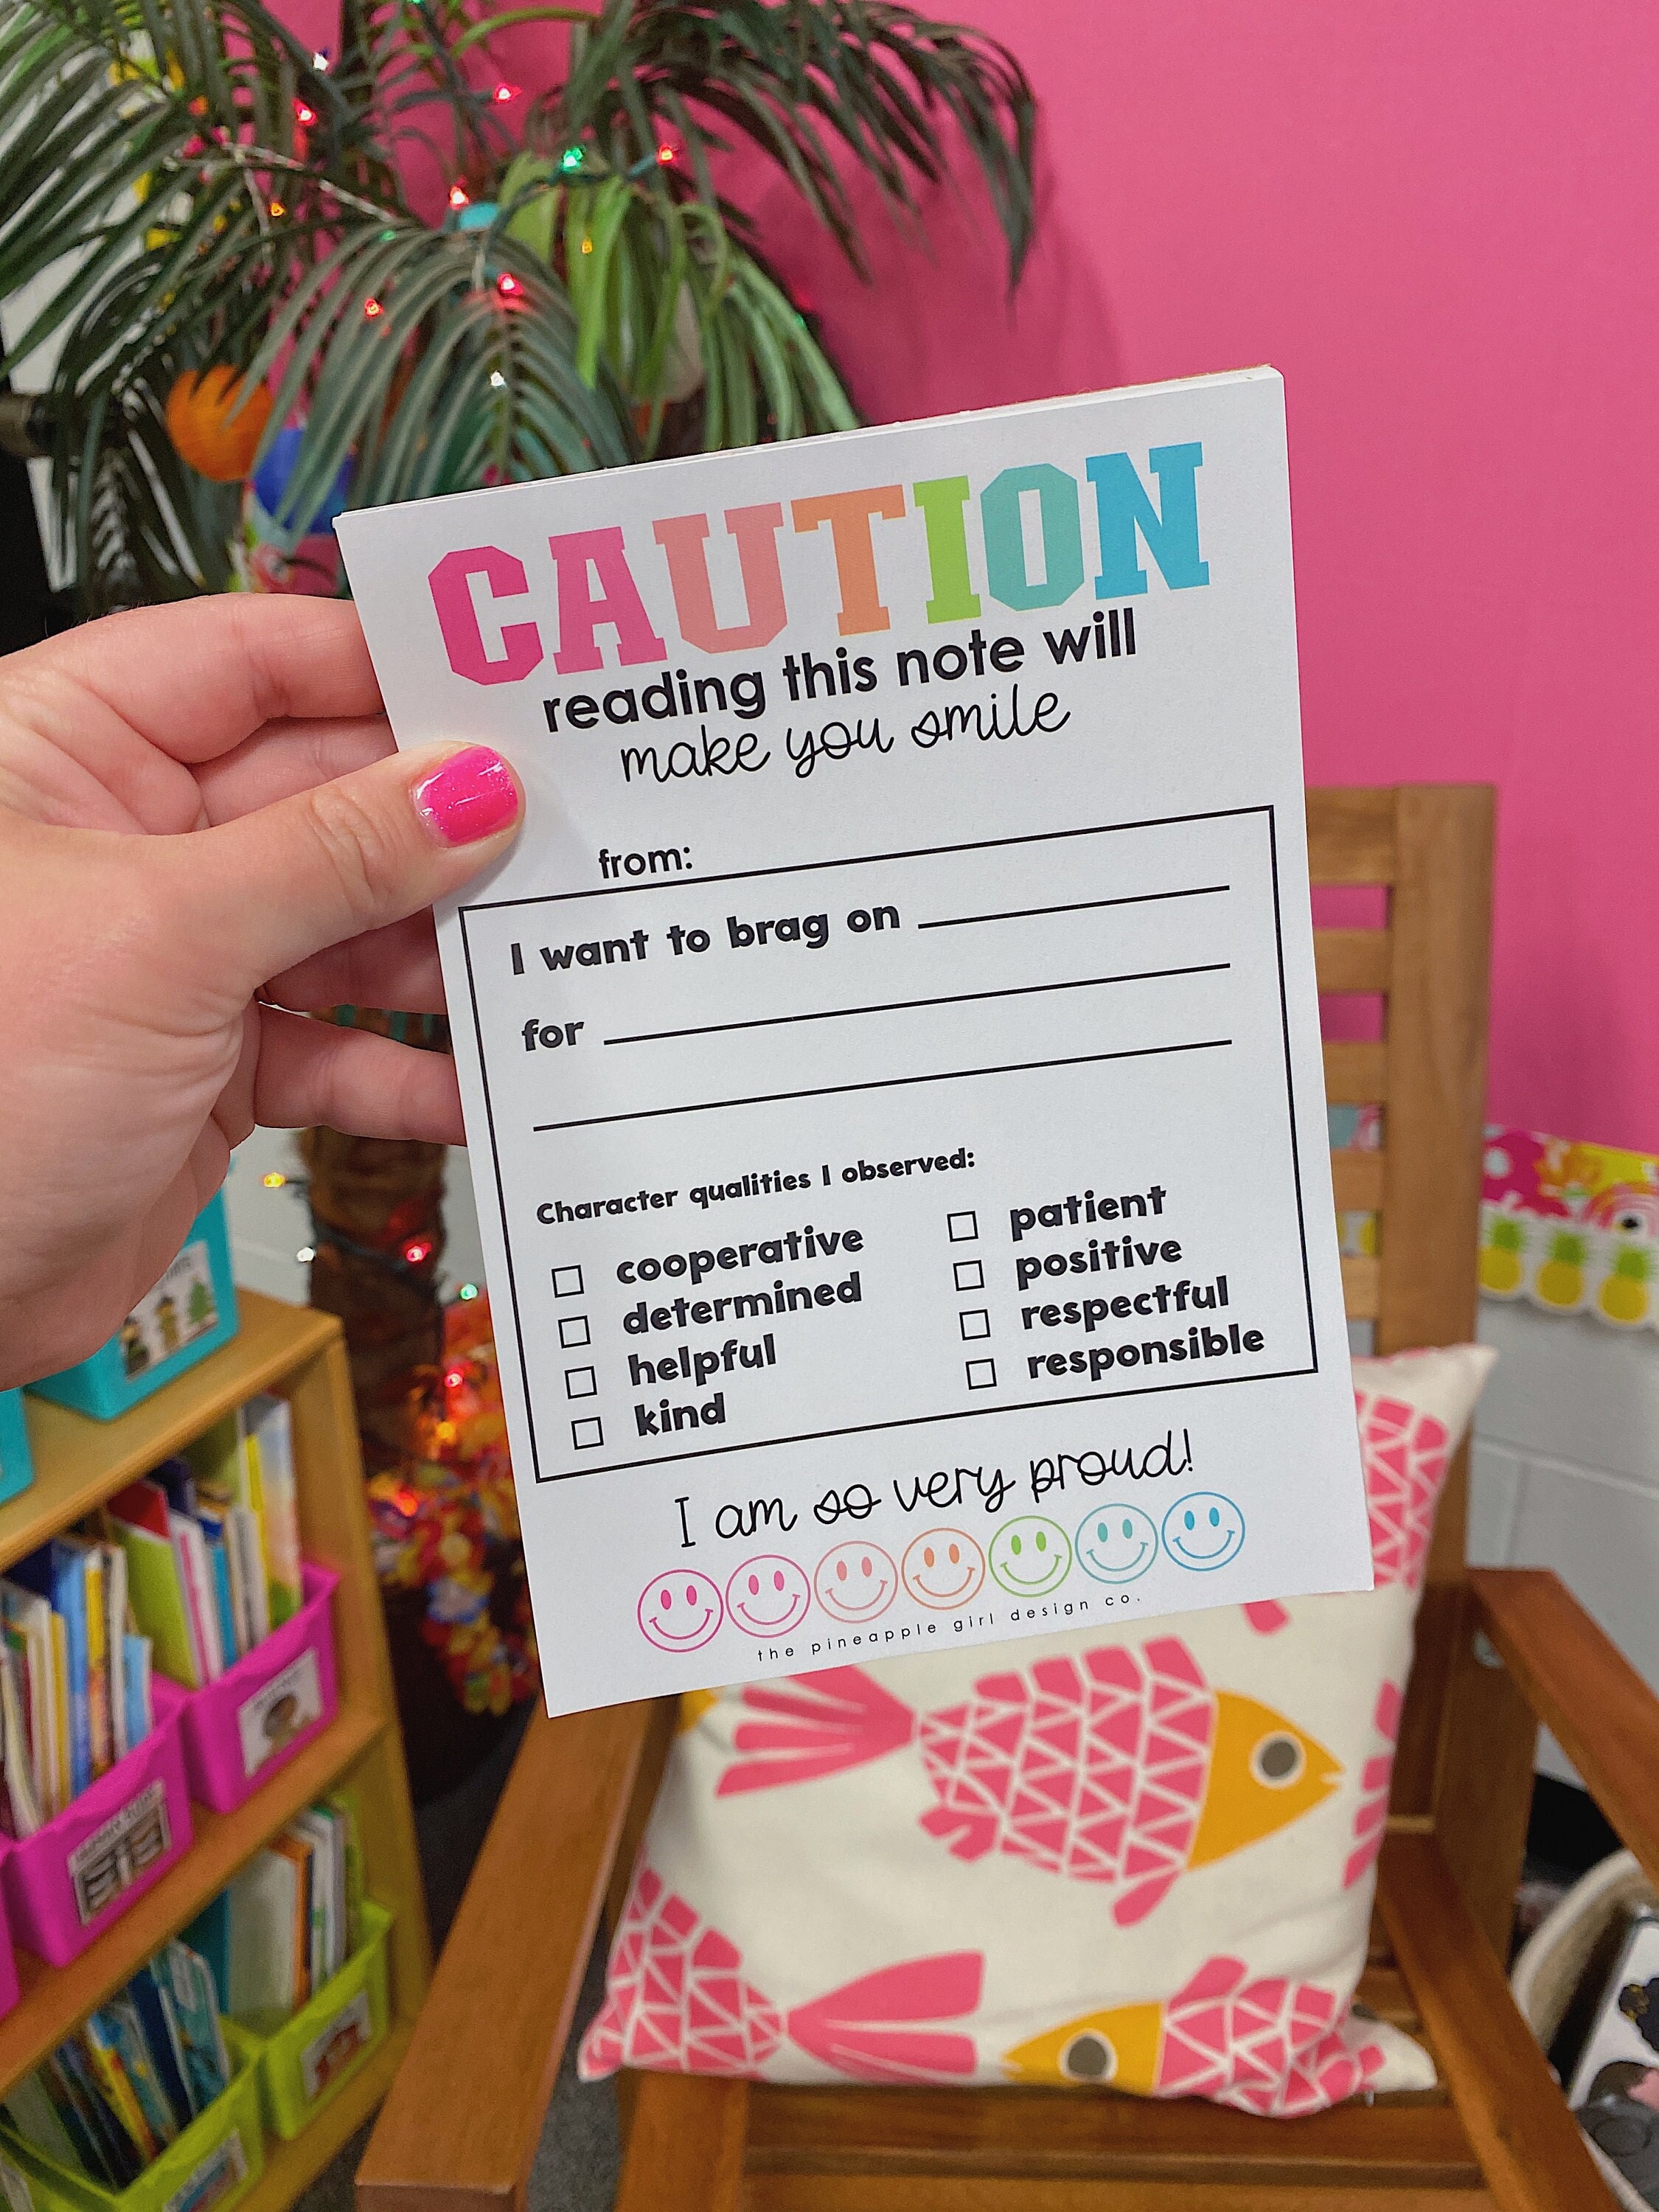 CAUTION
reading this note will
make you smile
from:
I want to brag on
for
Character qualities I observed:
cooperative
determined
helpful
kind
patient
positive
respectful
responsible
I am so very proud!
the pineapple girl design co.